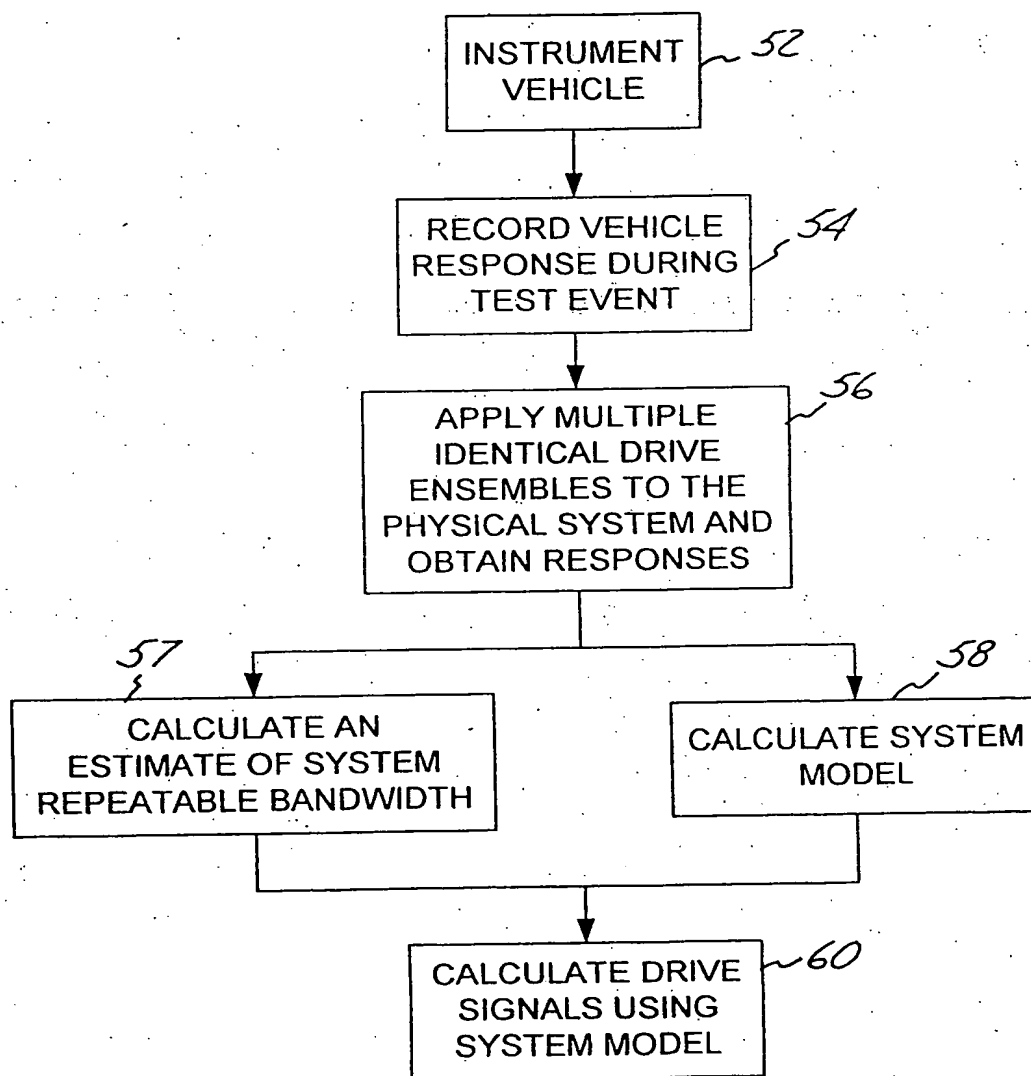 INSTRUMENT
VEHICLE
52
RECORD VEHICLE
RESPONSE DURING
TEST EVENT
54
APPLY MULTIPLE
IDENTICAL DRIVE
ENSEMBLES TO THE
PHYSICAL SYSTEM AND
OBTAIN RESPONSES
56
57
CALCULATE AN
ESTIMATE OF SYSTEM
REPEATABLE BANDWIDTH
58
CALCULATE SYSTEM
MODEL
CALCULATE DRIVE
SIGNALS USING
SYSTEM MODEL
60